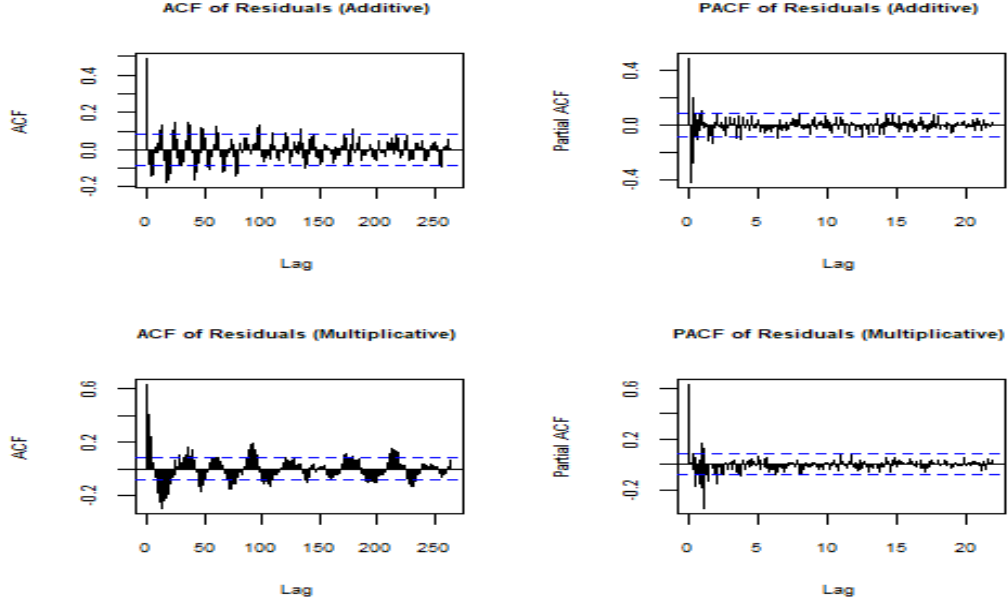 ACF of Residuals (Additive)
ACF
0.4
0.2
0.0
-0.2
0 50 100 150 200 250
Lag
PACF of Residuals (Additive)
Partial ACF
0.4
0.0
-0.4
0 5 10 15 20
Lag
ACF of Residuals (Multiplicative)
ACF
0.6
0.2
-0.2
0 50 100 150 200 250
Lag
PACF of Residuals (Multiplicative)
Partial ACF
0.6
0.2
-0.2
0 5 10 15 20
Lag